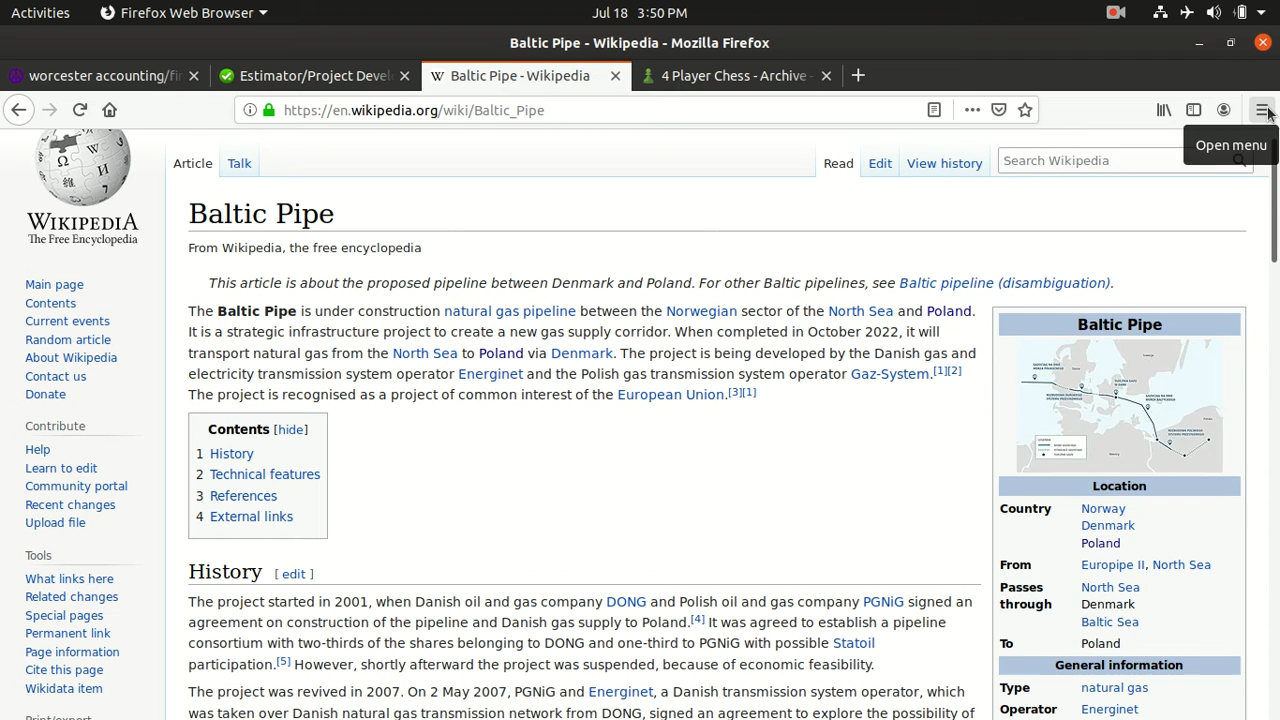 Activities Firefox Web Browser Jul 18 3:50 PM
Baltic Pipe - Wikipedia - Mozilla Firefox
worcester accounting/fi Estimator/Project Devel W Baltic Pipe - Wikipedia 4 Player Chess - Archive
https://en.wikipedia.org/wiki/Baltic_Pipe
Open menu
Article Talk Read Edit View history Search Wikipedia
WIKIPEDIA
The Free Encyclopedia
Main page
Contents
Current events
Random article
About Wikipedia
Contact us
Donate
Contribute
Help
Learn to edit
Community portal
Recent changes
Upload file
Tools
What links here
Related changes
Special pages
Permanent link
Page information
Cite this page
Wikidata item
Print/export
Baltic Pipe
From Wikipedia, the free encyclopedia
This article is about the proposed pipeline between Denmark and Poland. For other Baltic pipelines, see Baltic pipeline (disambiguation).
The Baltic Pipe is under construction natural gas pipeline between the Norwegian sector of the North Sea and Poland.
It is a strategic infrastructure project to create a new gas supply corridor. When completed in October 2022, it will
transport natural gas from the North Sea to Poland via Denmark. The project is being developed by the Danish gas and
electricity transmission system operator Energinet and the Polish gas transmission system operator Gaz-System.[1][2]
The project is recognised as a project of common interest of the European Union.[3][1]
Contents [hide]
1 History
2 Technical features
3 References
4 External links
History [ edit ]
The project started in 2001, when Danish oil and gas company DONG and Polish oil and gas company PGNiG signed an
agreement on construction of the pipeline and Danish gas supply to Poland.[4] It was agreed to establish a pipeline
consortium with two-thirds of the shares belonging to DONG and one-third to PGNiG with possible Statoil
participation.[5] However, shortly afterward the project was suspended, because of economic feasibility.
The project was revived in 2007. On 2 May 2007, PGNiG and Energinet, a Danish transmission system operator, which
was taken over Danish natural gas transmission network from DONG, signed an agreement to explore the possibility of
Baltic Pipe
Location
Country Norway
Denmark
Poland
From Europipe II, North Sea
Passes through North Sea
Denmark
Baltic Sea
To Poland
General information
Type natural gas
Operator Energinet